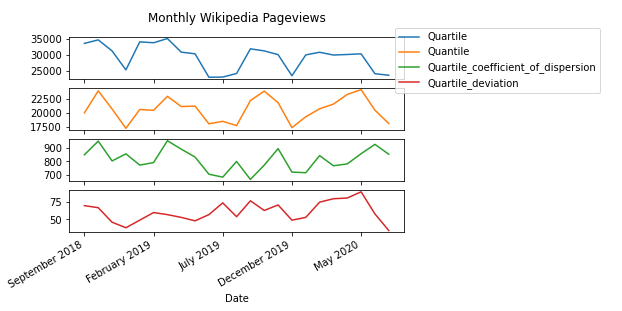 Monthly Wikipedia Pageviews
Quartile
Quantile
Quartile_coefficient_of_dispersion
Quartile_deviation
35000
30000
25000
22500
20000
17500
900
800
700
75
50
September 2018
February 2019
July 2019
December 2019
May 2020
Date